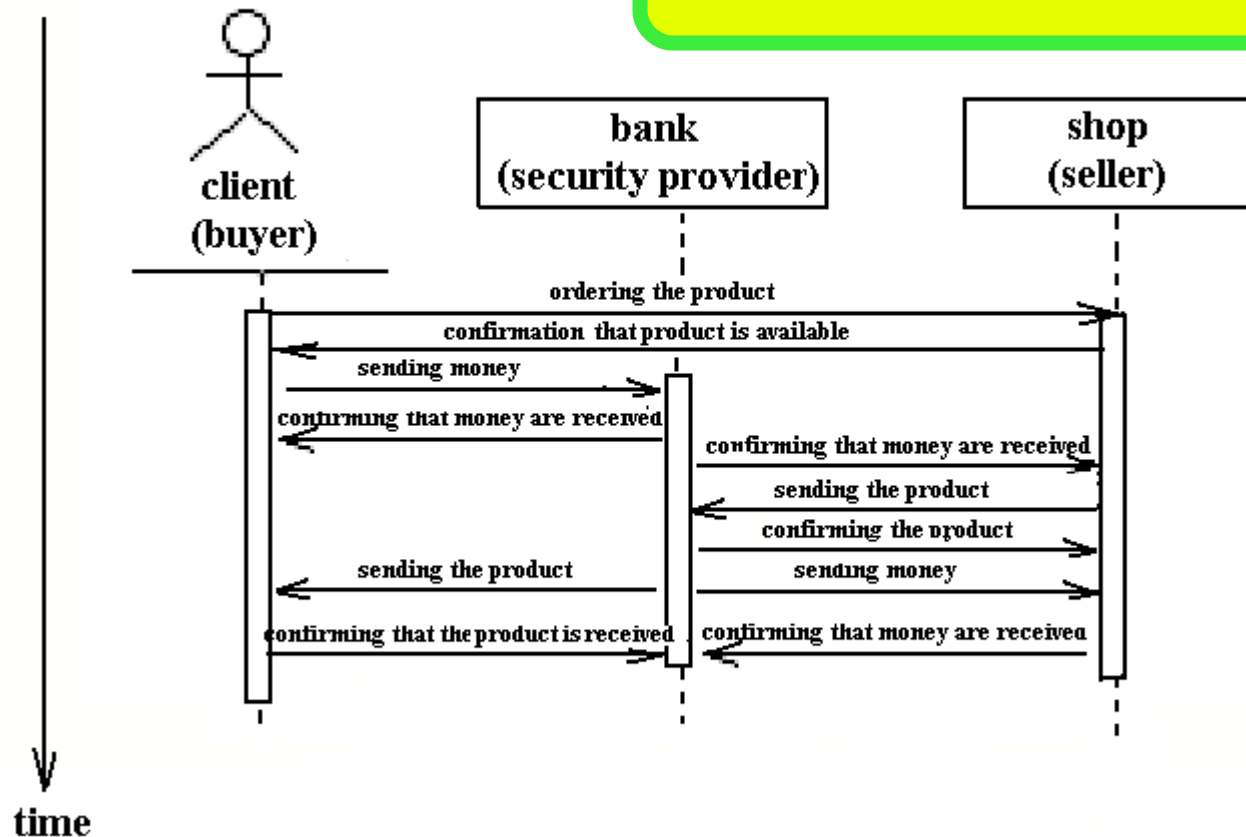 client
(buyer)
bank
(security provider)
shop
(seller)
ordering the product
confirmation that product is available
sending money
confirming that money are received
confirming that money are received
sending the product
confirming the product
sending the product
sending money
confirming that the product is received
confirming that money are received
time